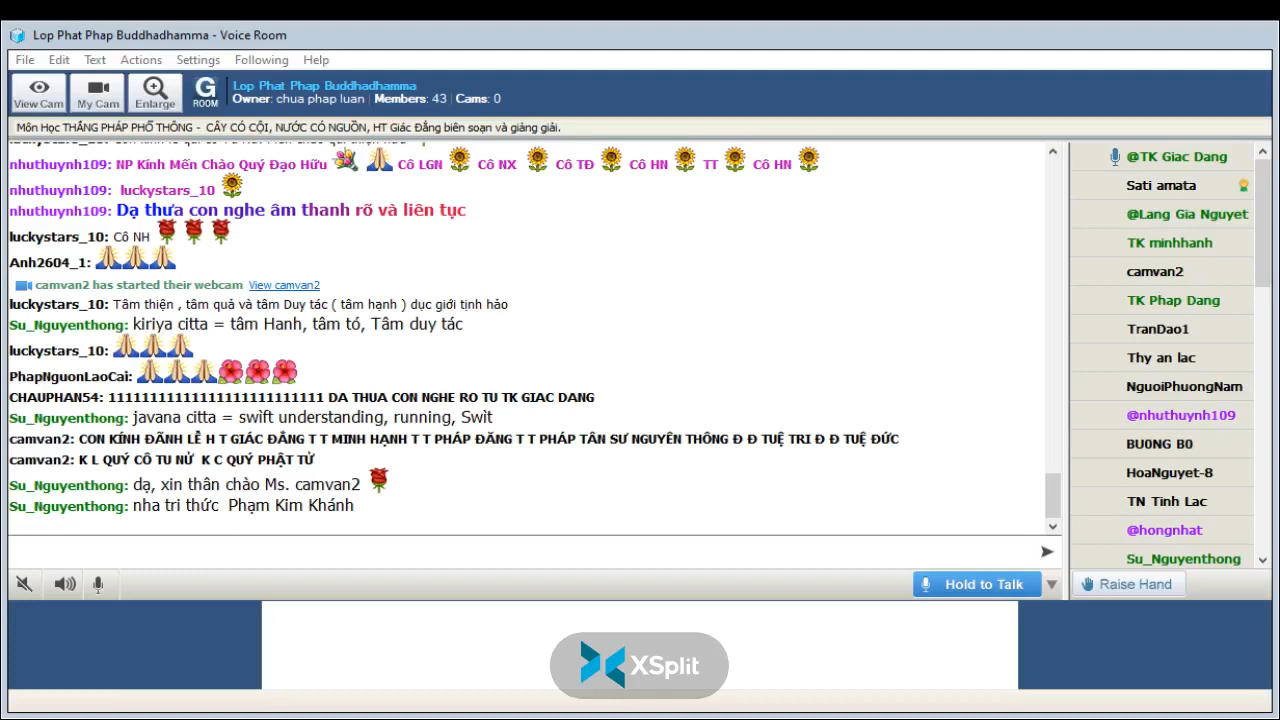 Lop Phat Phap Buddhadhamma - Voice Room
File Edit Text Actions Settings Following Help
View Cam My Cam Enlarge G ROOM
Lop Phat Phap Buddhadhamma
Owner: chua phap luan | Members: 43 | Cams: 0
Môn Học THẮNG PHÁP PHỔ THÔNG - CÂY CÓ CỘI, NƯỚC CÓ NGUỒN, HT Giác Đẳng biên soạn và giảng giải.
nhuthuynh109: NP Kính Mến Chào Quý Đạo Hữu Cô LGN Cô NX Cô TĐ Cô HN TT Cô HN
nhuthuynh109: luckystars_10
nhuthuynh109: Dạ thưa con nghe âm thanh rõ và liên tục
luckystars_10: Cô NH
Anh2604_1:
camvan2 has started their webcam View camvan2
luckystars_10: Tâm thiện , tâm quả và tâm Duy tác ( tâm hạnh ) dục giới tịnh hảo
Su_Nguyenthong: kiriya citta = tâm Hanh, tâm tó, Tâm duy tác
luckystars_10:
PhapNguonLaoCai:
CHAUPHAN54: 11111111111111111111111111 DA THUA CON NGHE RO TU TK GIAC DANG
Su_Nguyenthong: javana citta = swìft understanding, running, Swìt
camvan2: CON KÍNH ĐÃNH LỄ H T GIÁC ĐẲNG T T MINH HẠNH T T PHÁP ĐĂNG T T PHÁP TÂN SƯ NGUYÊN THÔNG Đ Đ TUỆ TRI Đ Đ TUỆ ĐỨC
camvan2: K L QUÝ CÔ TU NỬ K C QUÝ PHẬT TỬ
Su_Nguyenthong: dạ, xin thân chào Ms. camvan2
Su_Nguyenthong: nha tri thức Phạm Kim Khánh
Hold to Talk
@TK Giac Dang
Sati amata
@Lang Gia Nguyet
TK minhhanh
camvan2
TK Phap Dang
TranDao1
Thy an lac
NguoiPhuongNam
@nhuthuynh109
BU0NG B0
HoaNguyet-8
TN Tinh Lac
@hongnhat
Su_Nguyenthong
Raise Hand
XSplit